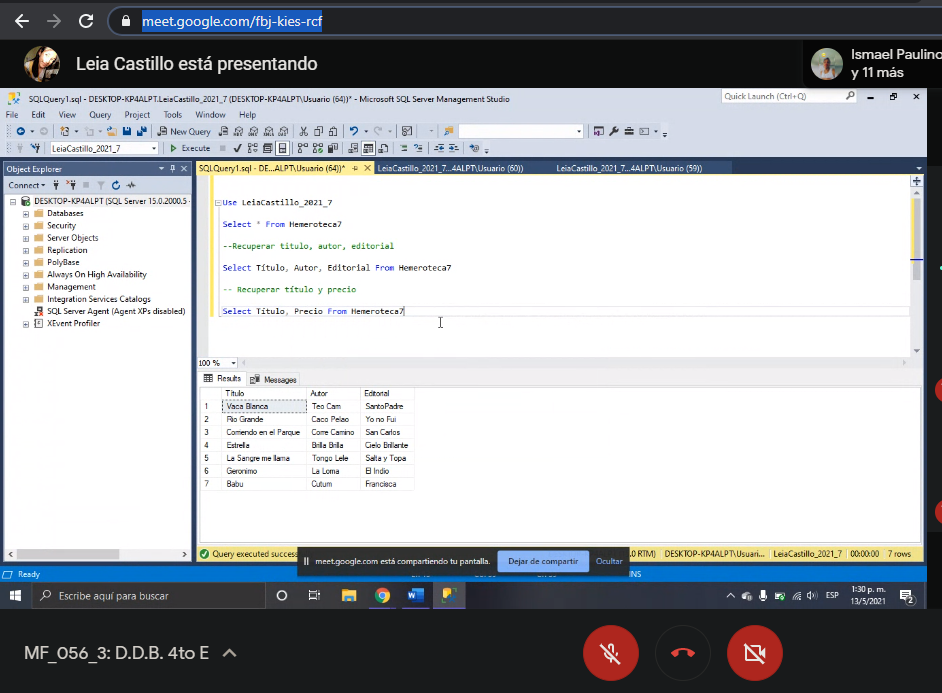 meet.google.com/fbj-kies-rcf
Leia Castillo está presentando
Ismael Paulino
y 11 más
SQLQuery1.sql - DESKTOP-KP4ALPT.LeiaCastillo_2021_7 (DESKTOP-KP4ALPT\Usuario (64))* - Microsoft SQL Server Management Studio
Quick Launch (Ctrl+Q)
File Edit View Query Project Tools Window Help
New Query
LeiaCastillo_2021_7
Execute
Object Explorer
SQLQuery1.sql - DE...ALPT\Usuario (64))*
LeiaCastillo_2021_7...4ALPT\Usuario (60))
LeiaCastillo_2021_7...4ALPT\Usuario (59))
Connect
DESKTOP-KP4ALPT (SQL Server 15.0.2000.5 -
Databases
Security
Server Objects
Replication
PolyBase
Always On High Availability
Management
Integration Services Catalogs
SQL Server Agent (Agent XPs disabled)
XEvent Profiler
Use LeiaCastillo_2021_7
Select * From Hemeroteca7
--Recuperar titulo, autor, editorial
Select Título, Autor, Editorial From Hemeroteca7
-- Recuperar título y precio
Select Título, Precio From Hemeroteca7
100 %
Results Messages
Título Autor Editorial
1 Vaca Blanca Teo Cam SantoPadre
2 Rio Grande Caco Pelao Yo no Fui
3 Comiendo en el Parque Corre Camino San Carlos
4 Estrella Brilla Brilla Cielo Brillante
5 La Sangre me llama Tongo Lele Salta y Topa
6 Geronimo La Loma El Indio
7 Babu Cutum Francisca
Query executed success
.0 RTM) DESKTOP-KP4ALPT\Usuari... LeiaCastillo_2021_7 00:00:00 7 rows
meet.google.com está compartiendo tu pantalla.
Dejar de compartir
Ocultar
Ready
INS
Escribe aquí para buscar
ESP
1:30 p. m.
13/5/2021
2
MF_056_3: D.D.B. 4to E